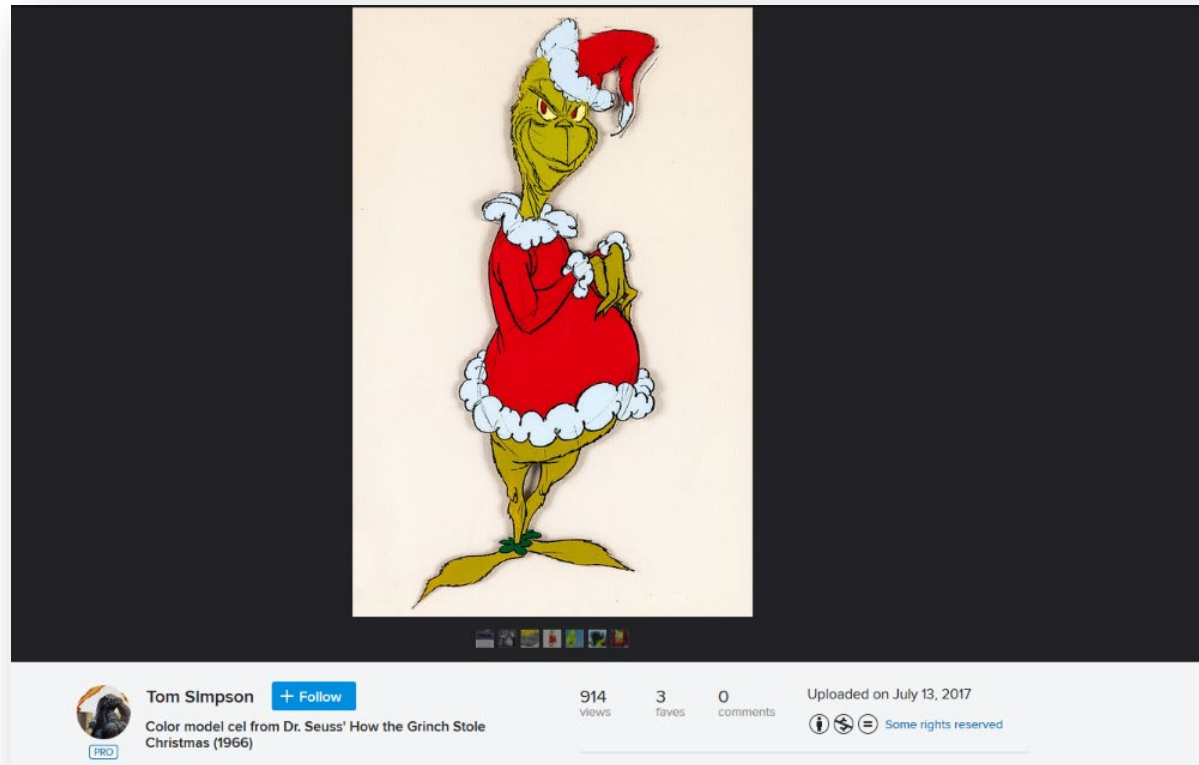 Tom SImpson
+ Follow
Color model cel from Dr. Seuss' How the Grinch Stole
Christmas (1966)
PRO
914
views
3
faves
0
comments
Uploaded on July 13, 2017
Some rights reserved